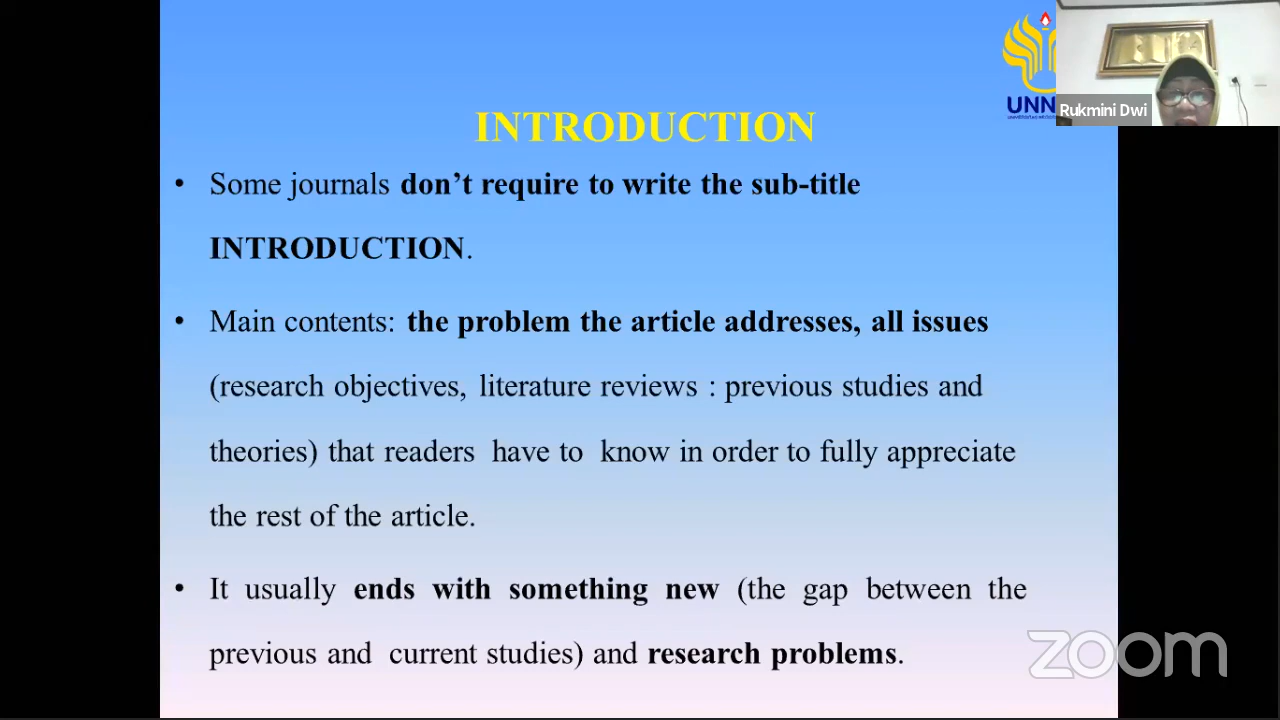 UNN
Rukmini Dwi
INTRODUCTION
• Some journals don’t require to write the sub-title
INTRODUCTION.
• Main contents: the problem the article addresses, all issues
(research objectives, literature reviews : previous studies and
theories) that readers have to know in order to fully appreciate
the rest of the article.
• It usually ends with something new (the gap between the
previous and current studies) and research problems.
zoom